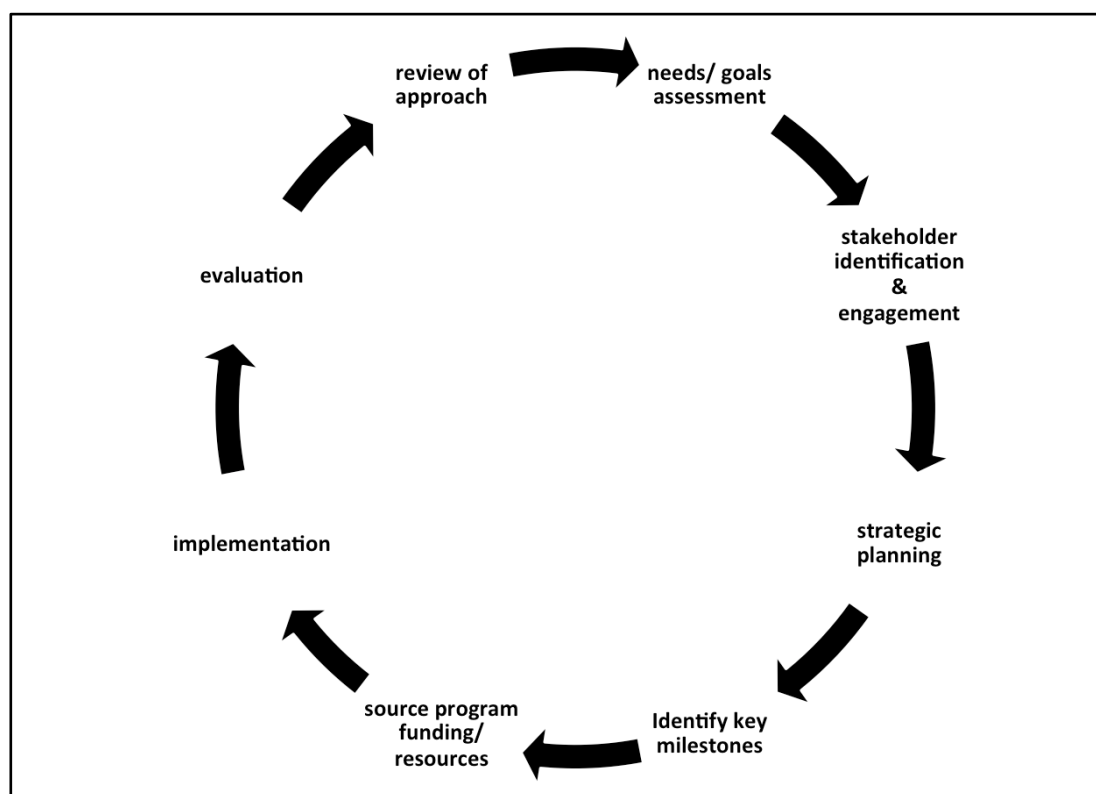 review of
approach
needs/ goals
assessment
stakeholder
identification
&
engagement
strategic
planning
Identify key
milestones
source program
funding/
resources
implementation
evaluation